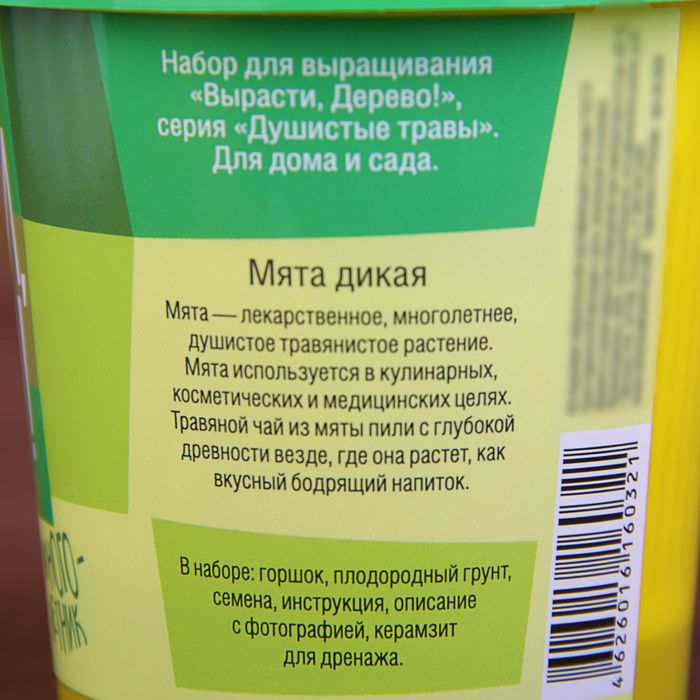 Набор для выращивания
«Вырасти, Дерево!»,
серия «Душистые травы».
Для дома и сада.
Мята дикая
Мята — лекарственное, многолетнее,
душистое травянистое растение.
Мята используется в кулинарных,
косметических и медицинских целях.
Травяной чай из мяты пили с глубокой
древности везде, где она растет, как
вкусный бодрящий напиток.
В наборе: горшок, плодородный грунт,
семена, инструкция, описание
с фотографией, керамзит
для дренажа.
4626016160321